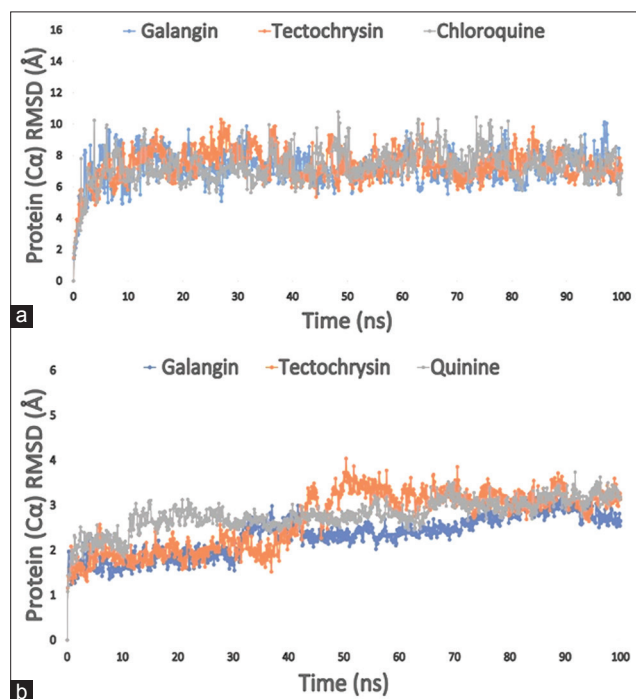 Galangin Tectochrysin Chloroquine
Protein (Cα) RMSD (Å)
16
14
12
10
8
6
4
2
0
0 10 20 30 40 50 60 70 80 90 100
Time (ns)
a
Galangin Tectochrysin Quinine
Protein (Cα) RMSD (Å)
6
5
4
3
2
1
0
0 10 20 30 40 50 60 70 80 90 100
Time (ns)
b